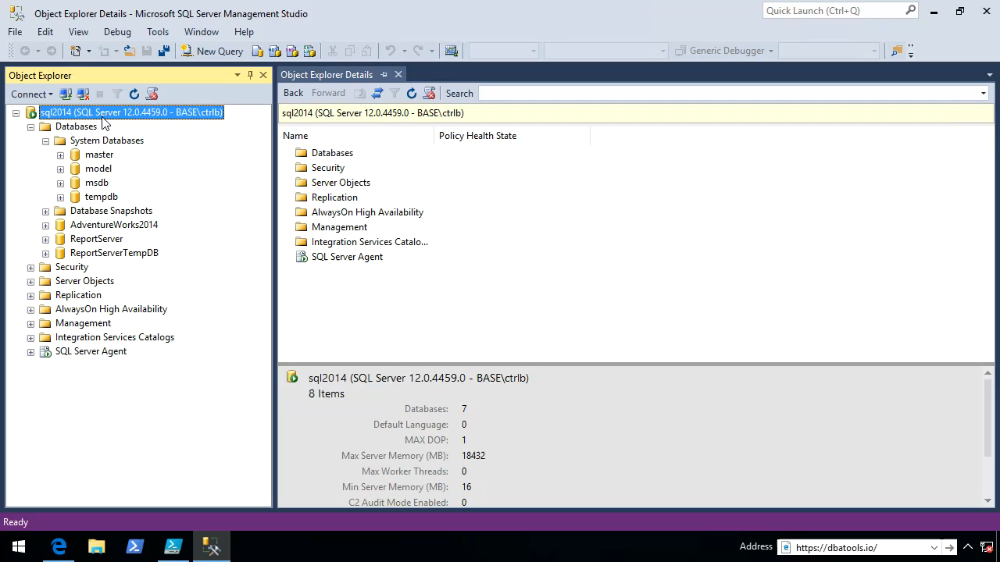 Object Explorer Details - Microsoft SQL Server Management Studio
Quick Launch (Ctrl+Q)
File Edit View Debug Tools Window Help
New Query
Generic Debugger
Object Explorer
Connect
sql2014 (SQL Server 12.0.4459.0 - BASE\ctrlb)
Databases
System Databases
master
model
msdb
tempdb
Database Snapshots
AdventureWorks2014
ReportServer
ReportServerTempDB
Security
Server Objects
Replication
AlwaysOn High Availability
Management
Integration Services Catalogs
SQL Server Agent
Object Explorer Details
Back Forward Search
sql2014 (SQL Server 12.0.4459.0 - BASE\ctrlb)
Name Policy Health State
Databases
Security
Server Objects
Replication
AlwaysOn High Availability
Management
Integration Services Catalo...
SQL Server Agent
sql2014 (SQL Server 12.0.4459.0 - BASE\ctrlb)
8 Items
Databases: 7
Default Language: 0
MAX DOP: 1
Max Server Memory (MB): 18432
Max Worker Threads: 0
Min Server Memory (MB): 16
C2 Audit Mode Enabled: 0
Ready
Address https://dbatools.io/